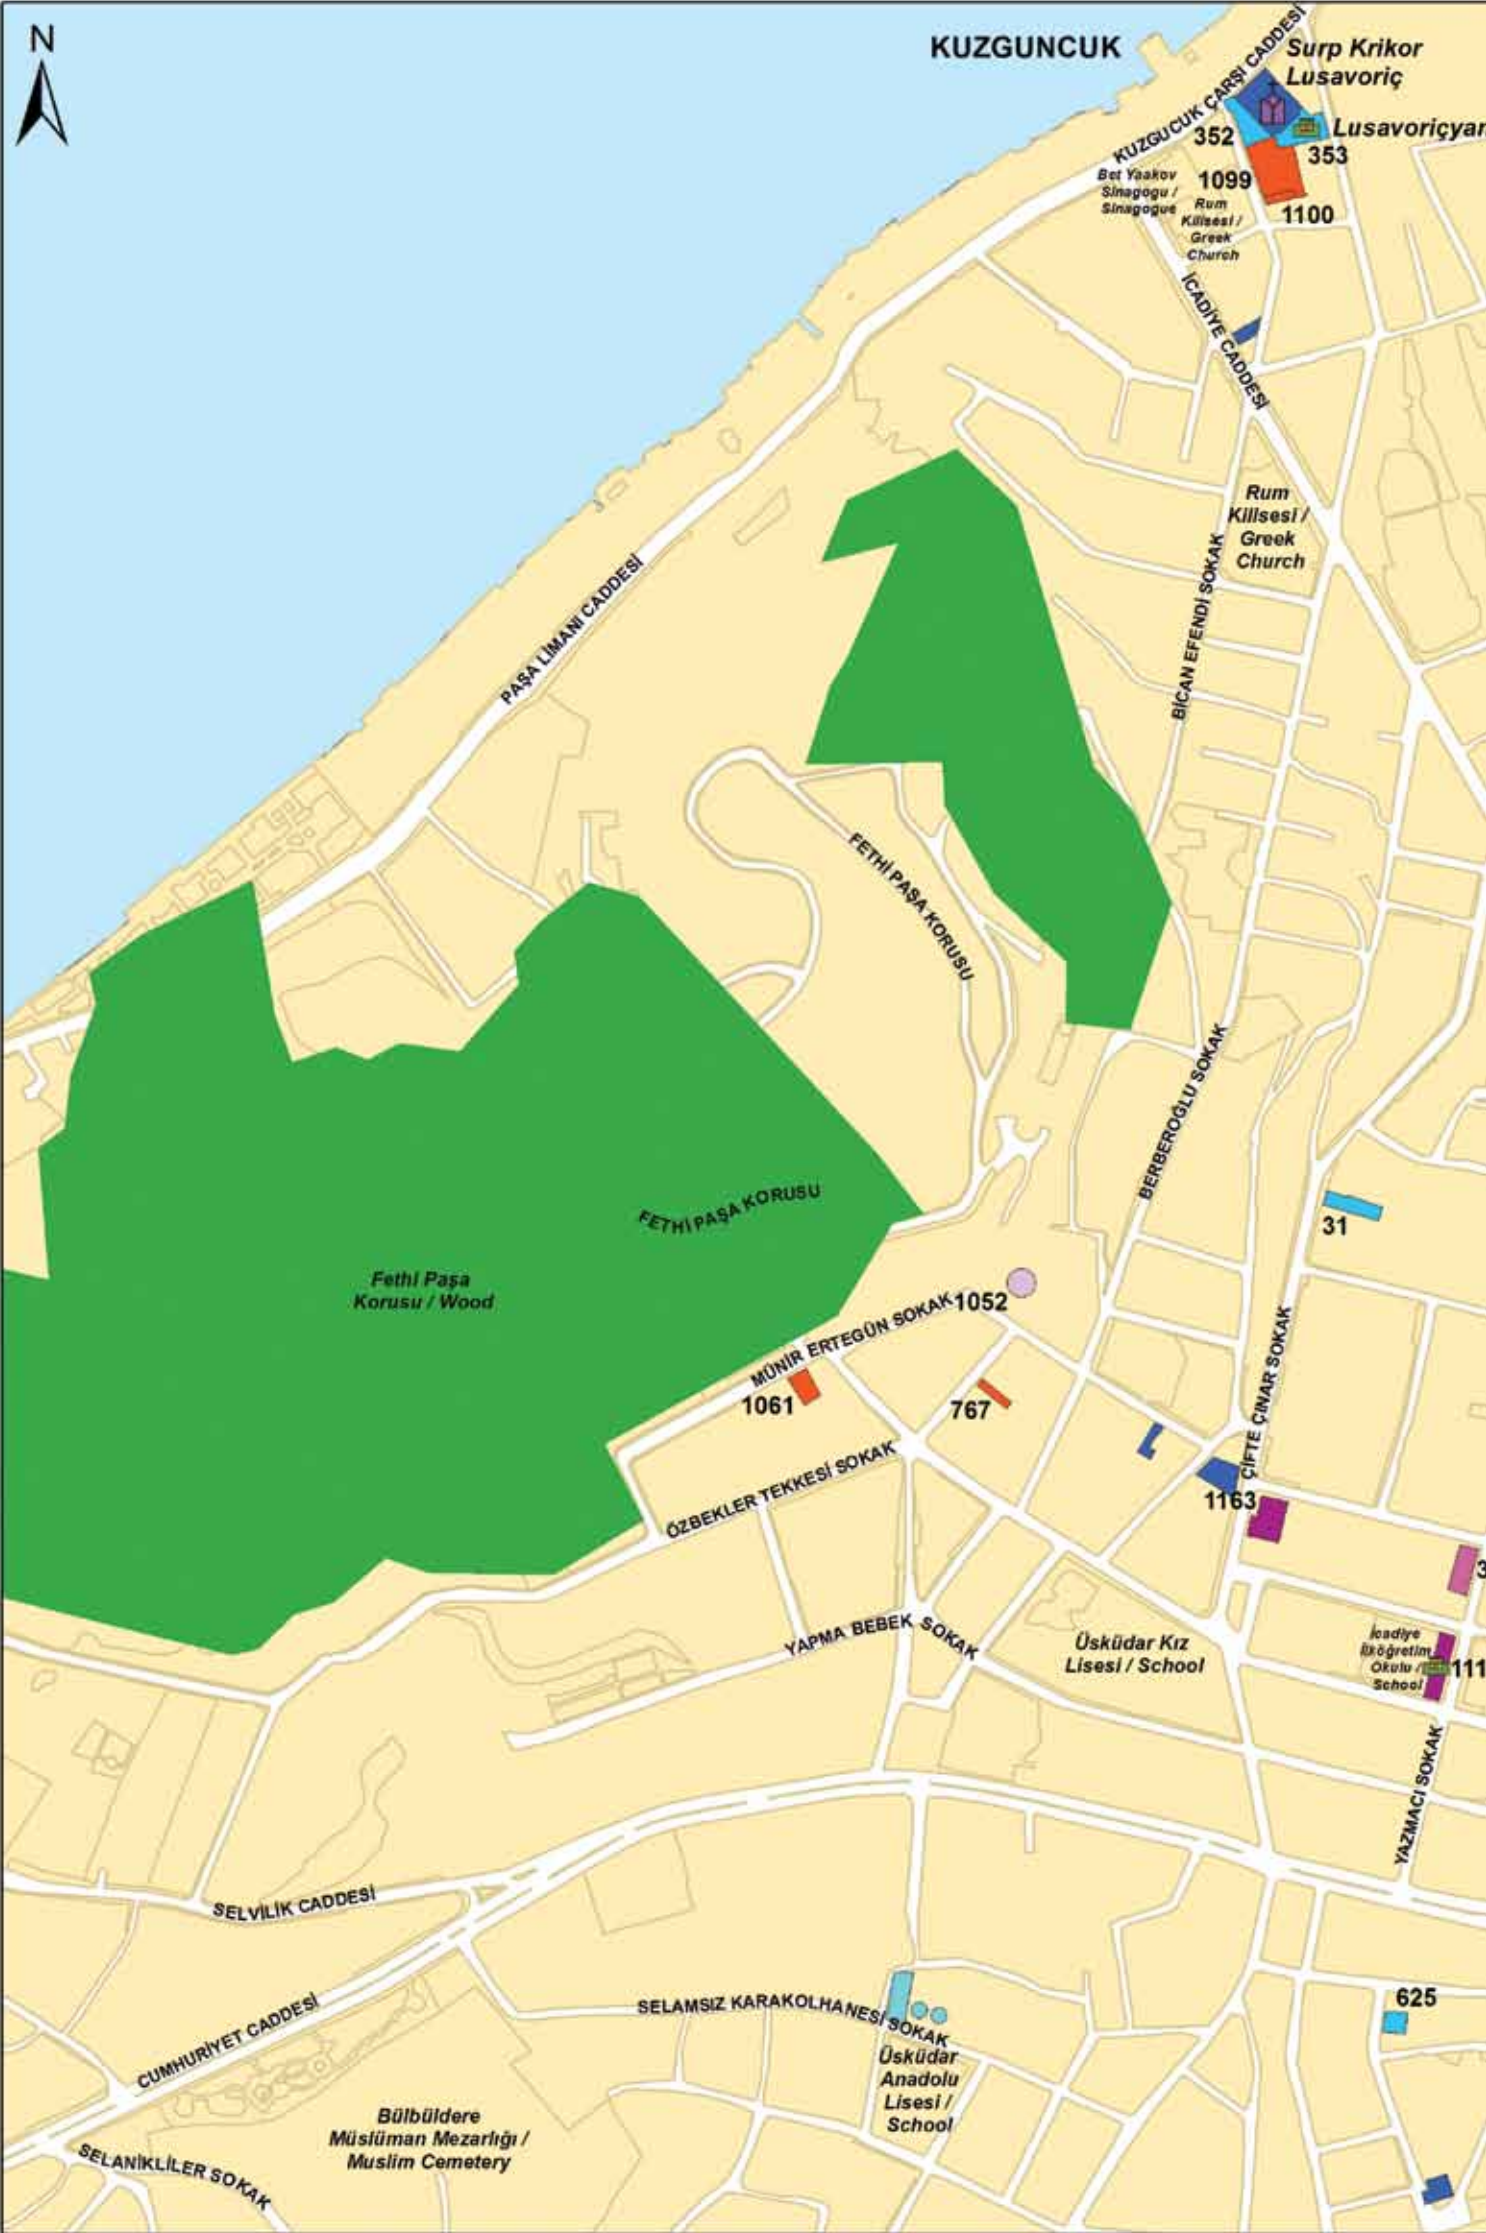 N
KUZGUNCUK
KUZGUCUK ÇARŞI CADDESİ
Surp Krikor
Lusavoriç
Lusavoriçyan
352
353
1099
1100
Bet Yaakov
Sinagogu /
Sinagogue
Rum
Kilisesi /
Greek
Church
İCADİYE CADDESİ
Rum
Kilisesi /
Greek
Church
PAŞA LİMANI CADDESİ
BİCAN EFENDİ SOKAK
FETHİ PAŞA KORUSU
BERBEROĞLU SOKAK
FETHİ PAŞA KORUSU
31
Fethi Paşa
Korusu / Wood
1052
MÜNİR ERTEGÜN SOKAK
ÇİFTE ÇINAR SOKAK
1061
767
ÖZBEKLER TEKKESİ SOKAK
1163
3
YAPMA BEBEK SOKAK
Üsküdar Kız
Lisesi / School
İcadiye
İlköğretim
Okulu /
School
111
YAZMACI SOKAK
SELVİLİK CADDESİ
CUMHURİYET CADDESİ
SELAMSIZ KARAKOLHANESİ SOKAK
625
Üsküdar
Anadolu
Lisesi /
School
Bülbüldere
Müslüman Mezarlığı /
Muslim Cemetery
SELANİKLİLER SOKAK